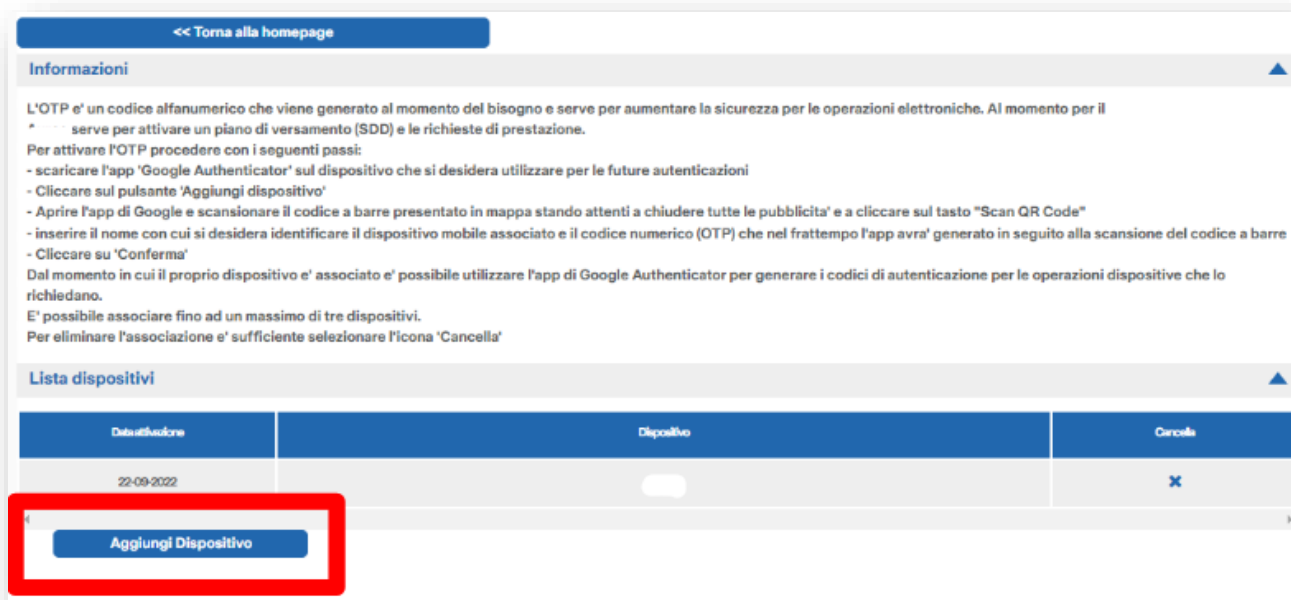 << Torna alla homepage
Informazioni
L'OTP e' un codice alfanumerico che viene generato al momento del bisogno e serve per aumentare la sicurezza per le operazioni elettroniche. Al momento per il
serve per attivare un piano di versamento (SDD) e le richieste di prestazione.
Per attivare l'OTP procedere con i seguenti passi:
- scaricare l'app 'Google Authenticator' sul dispositivo che si desidera utilizzare per le future autenticazioni
- Cliccare sul pulsante 'Aggiungi dispositivo'
- Aprire l'app di Google e scansionare il codice a barre presentato in mappa stando attenti a chiudere tutte le pubblicita' e a cliccare sul tasto "Scan QR Code"
- inserire il nome con cui si desidera identificare il dispositivo mobile associato e il codice numerico (OTP) che nel frattempo l'app avra' generato in seguito alla scansione del codice a barre
- Cliccare su 'Conferma'
Dal momento in cui il proprio dispositivo e' associato e' possibile utilizzare l'app di Google Authenticator per generare i codici di autenticazione per le operazioni dispositive che lo
richiedano.
E' possibile associare fino ad un massimo di tre dispositivi.
Per eliminare l'associazione e' sufficiente selezionare l'icona 'Cancella'
Lista dispositivi
Data attivazione Dispositivo Cancella
22-09-2022
Aggiungi Dispositivo